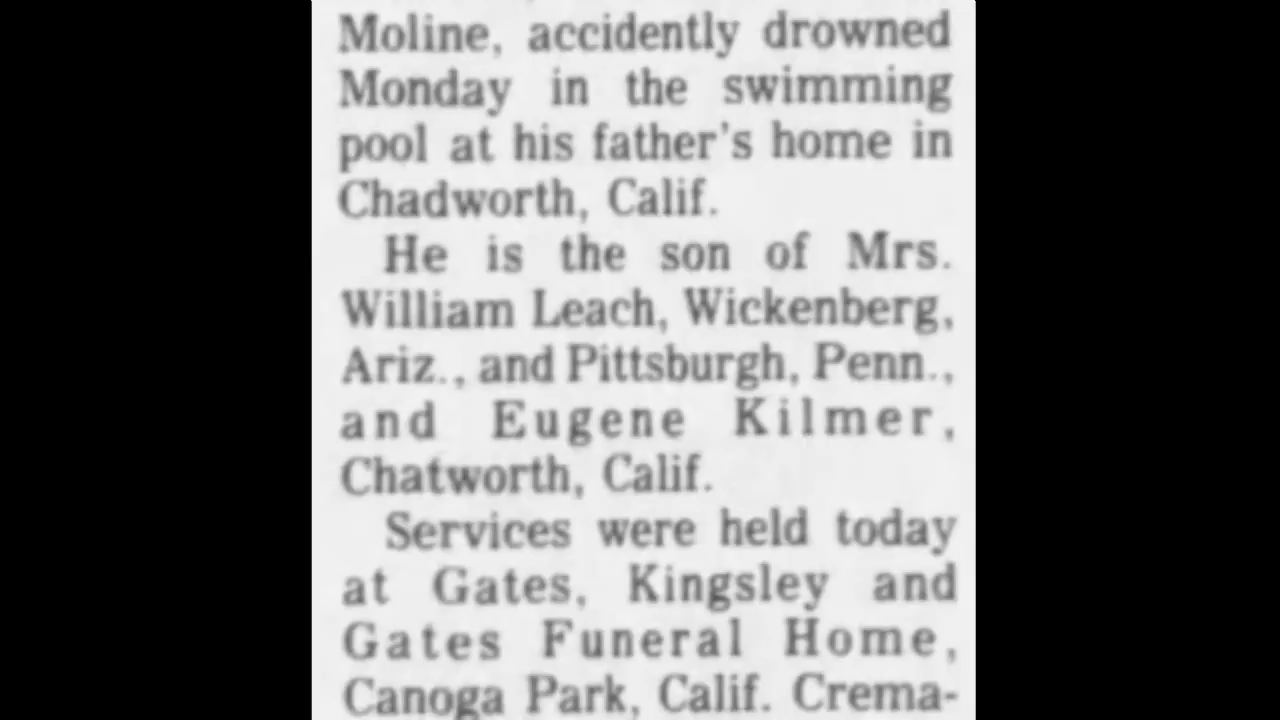 Moline, accidently drowned
Monday in the swimming
pool at his father's home in
Chadworth, Calif.
He is the son of Mrs.
William Leach, Wickenberg,
Ariz., and Pittsburgh, Penn.,
and Eugene Kilmer,
Chatworth, Calif.
Services were held today
at Gates, Kingsley and
Gates Funeral Home,
Canoga Park, Calif. Crema-